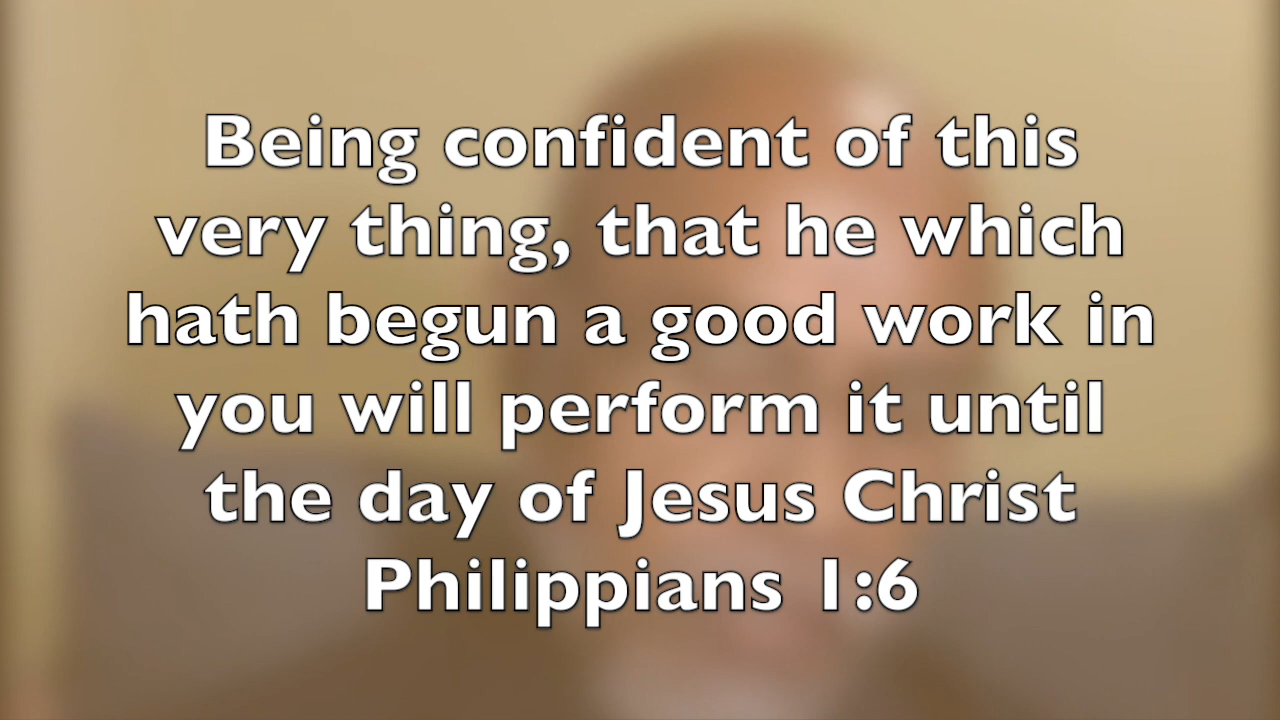 Being confident of this
very thing, that he which
hath begun a good work in
you will perform it until
the day of Jesus Christ
Philippians 1:6